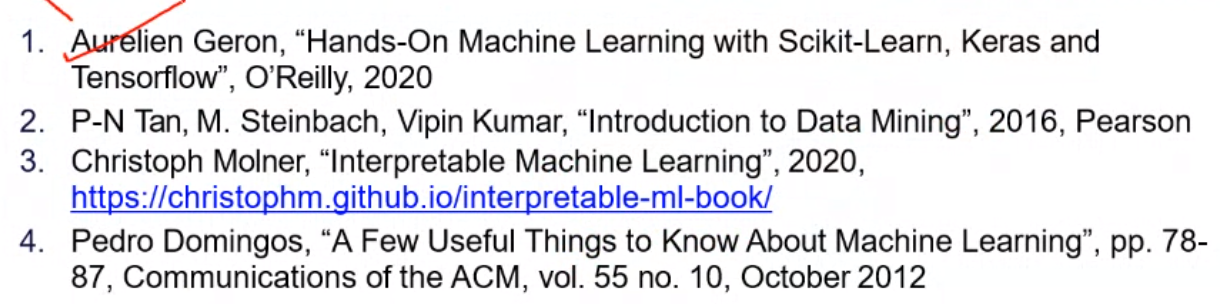 1. Aurelien Geron, “Hands-On Machine Learning with Scikit-Learn, Keras and
Tensorflow”, O’Reilly, 2020
2. P-N Tan, M. Steinbach, Vipin Kumar, “Introduction to Data Mining”, 2016, Pearson
3. Christoph Molner, “Interpretable Machine Learning”, 2020,
https://christophm.github.io/interpretable-ml-book/
4. Pedro Domingos, “A Few Useful Things to Know About Machine Learning”, pp. 78-
87, Communications of the ACM, vol. 55 no. 10, October 2012